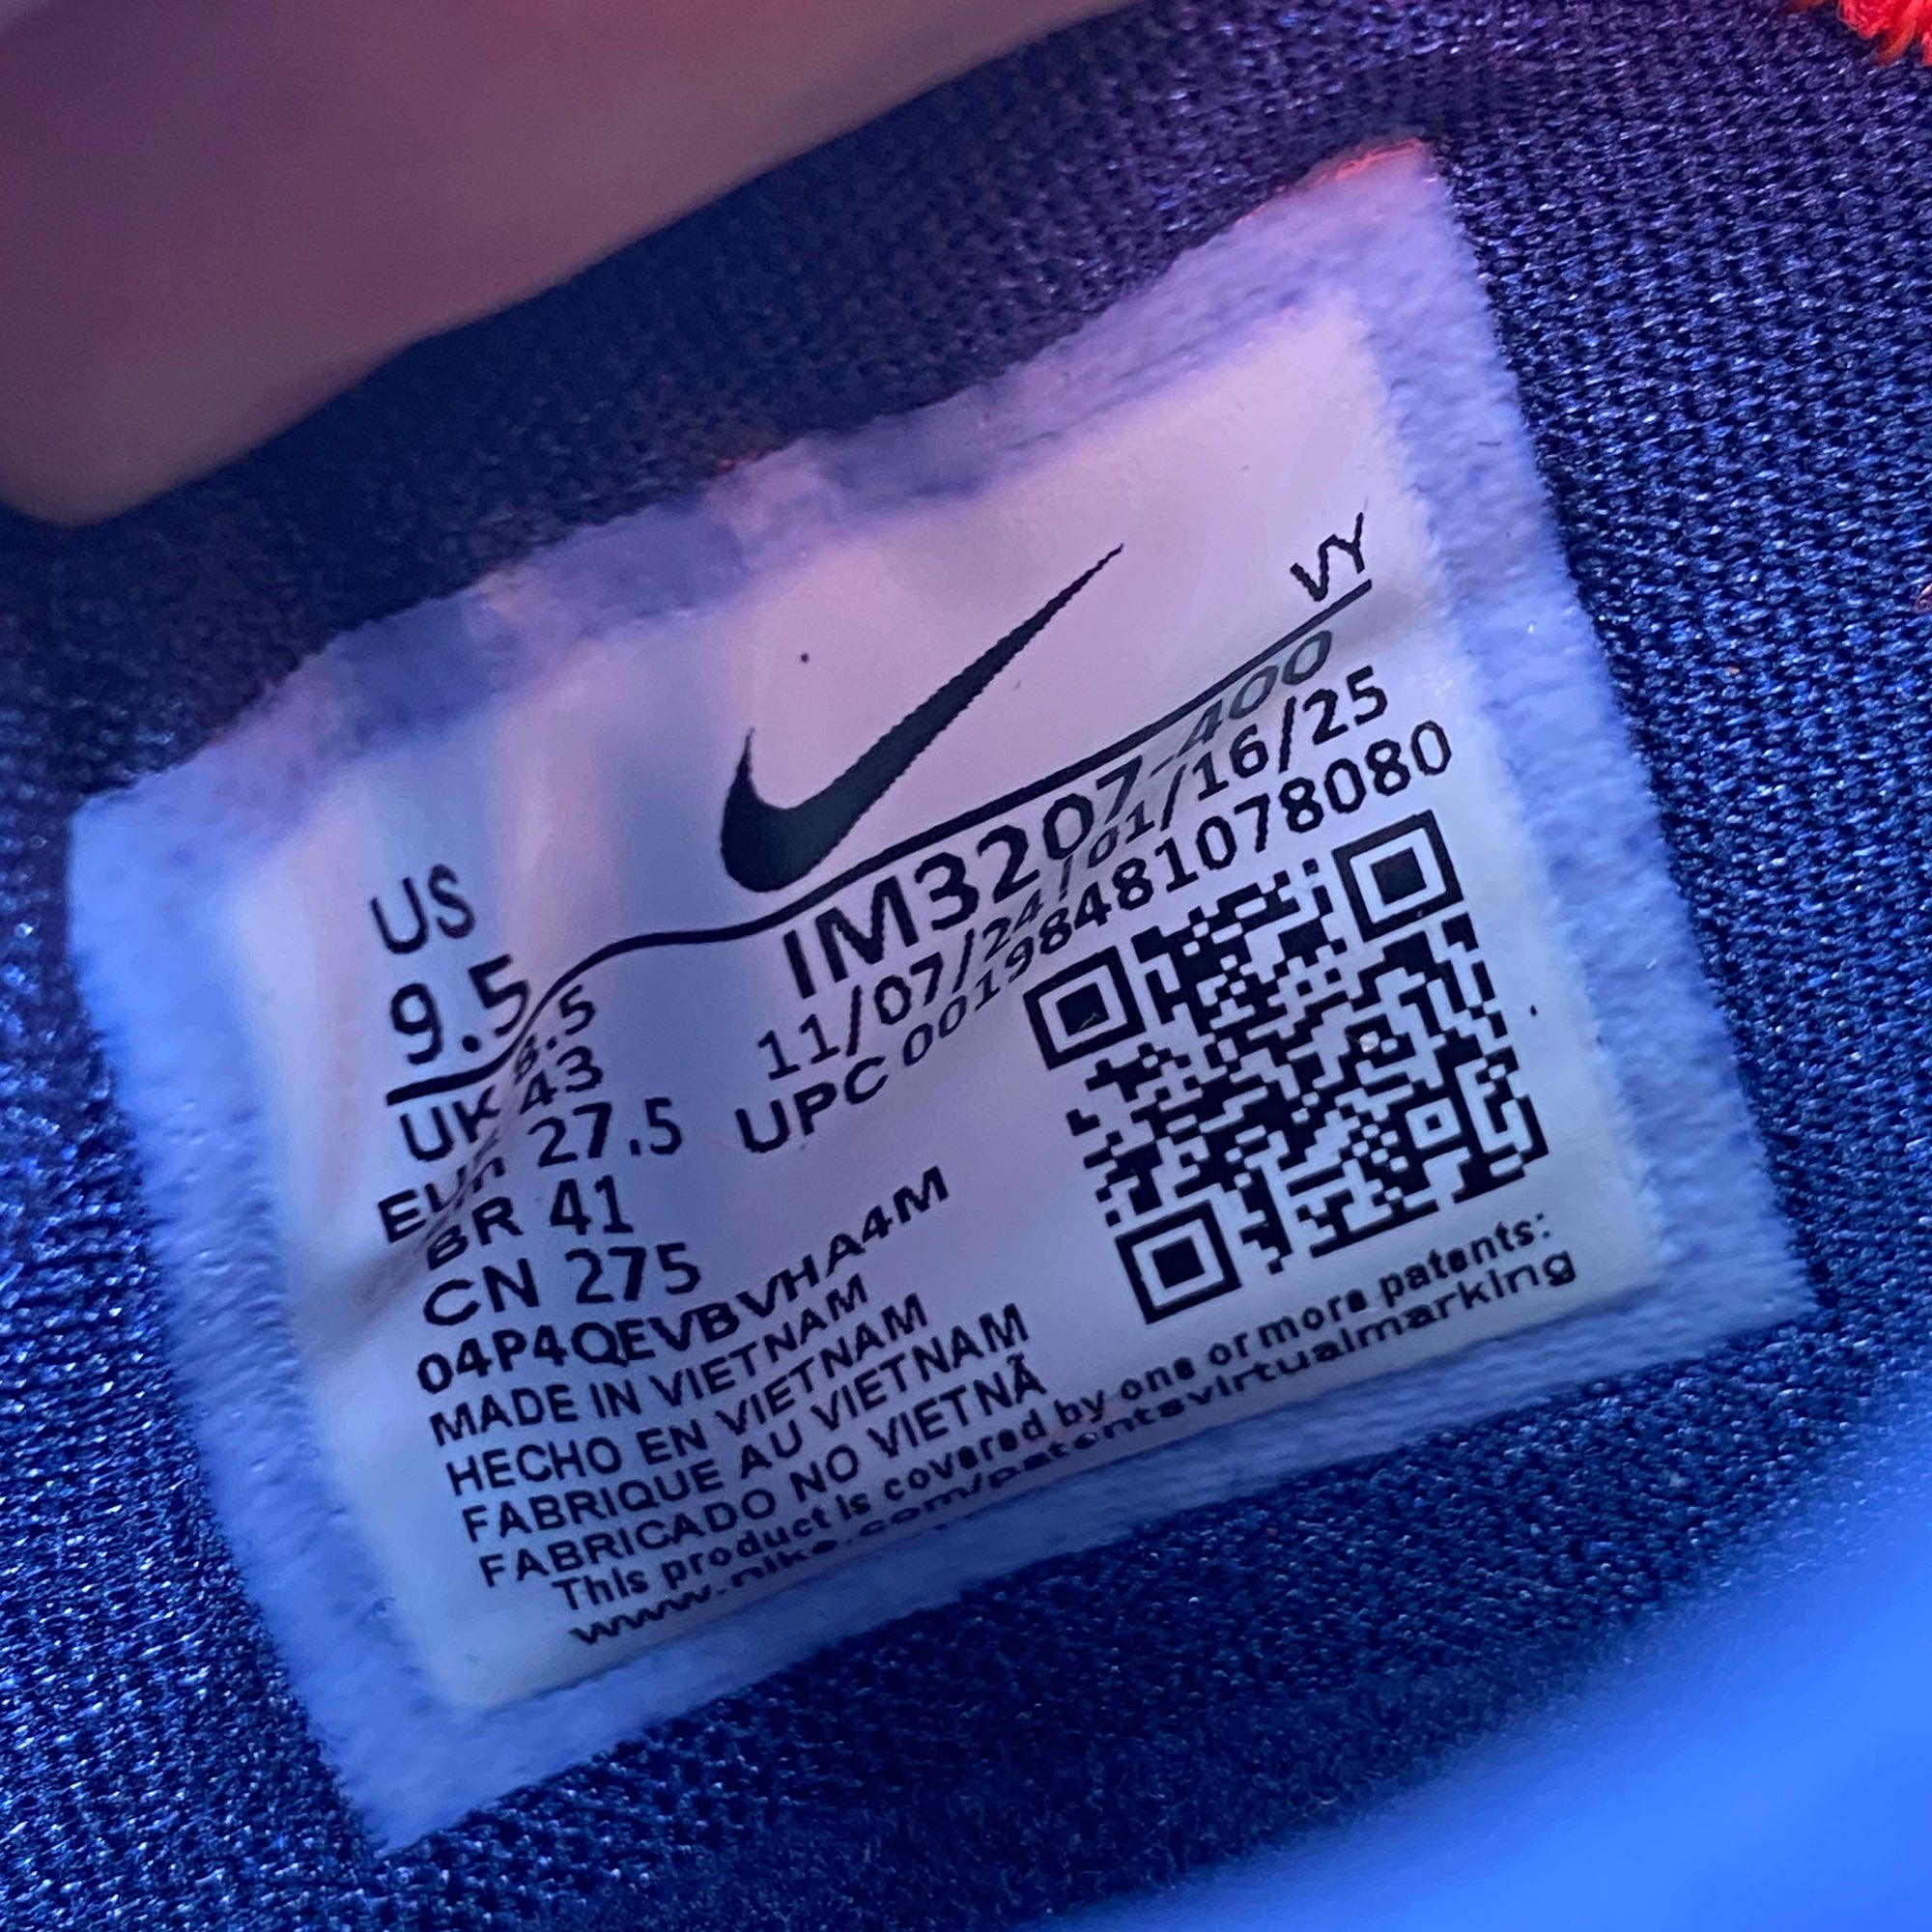 VY
US
9.5
UK 8.5
EUR 43
cm 27.5
BR 41
CN 275
IM3207-400
11/07/24 / 01/16/25
UPC 00198481078080
04P4QEVBVHA4M
MADE IN VIETNAM
HECHO EN VIETNAM
FABRIQUE AU VIETNAM
FABRICADO NO VIETNÃ
This product is covered by one or more patents:
www.nike.com/patentsvirtualmarking